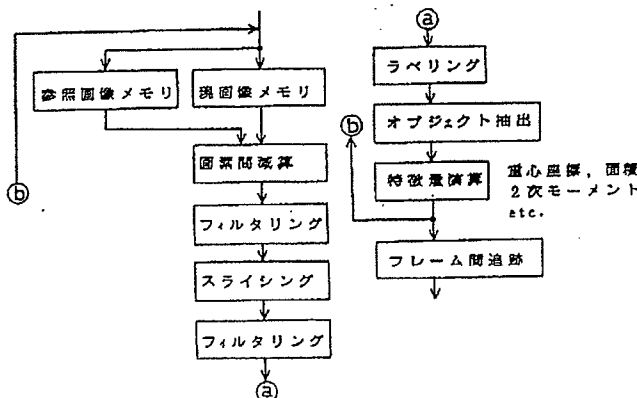 参照画像メモリ
現画像メモリ
画素間減算
フィルタリング
スライシング
フィルタリング
ⓐ
ⓑ
ⓐ
ラベリング
オブジェクト抽出
特徴量演算
重心座標，面積
2次モーメント
etc.
ⓑ
フレーム間追跡